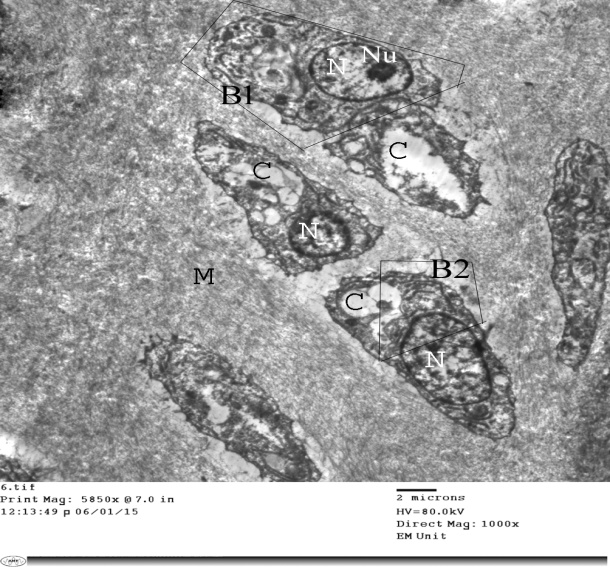 N
Nu
B1
C
C
N
M
B2
C
N
6.tif
Print Mag: 5850x @ 7.0 in
12:13:49 p 06/01/15
2 microns
HV=80.0kV
Direct Mag: 1000x
EM Unit